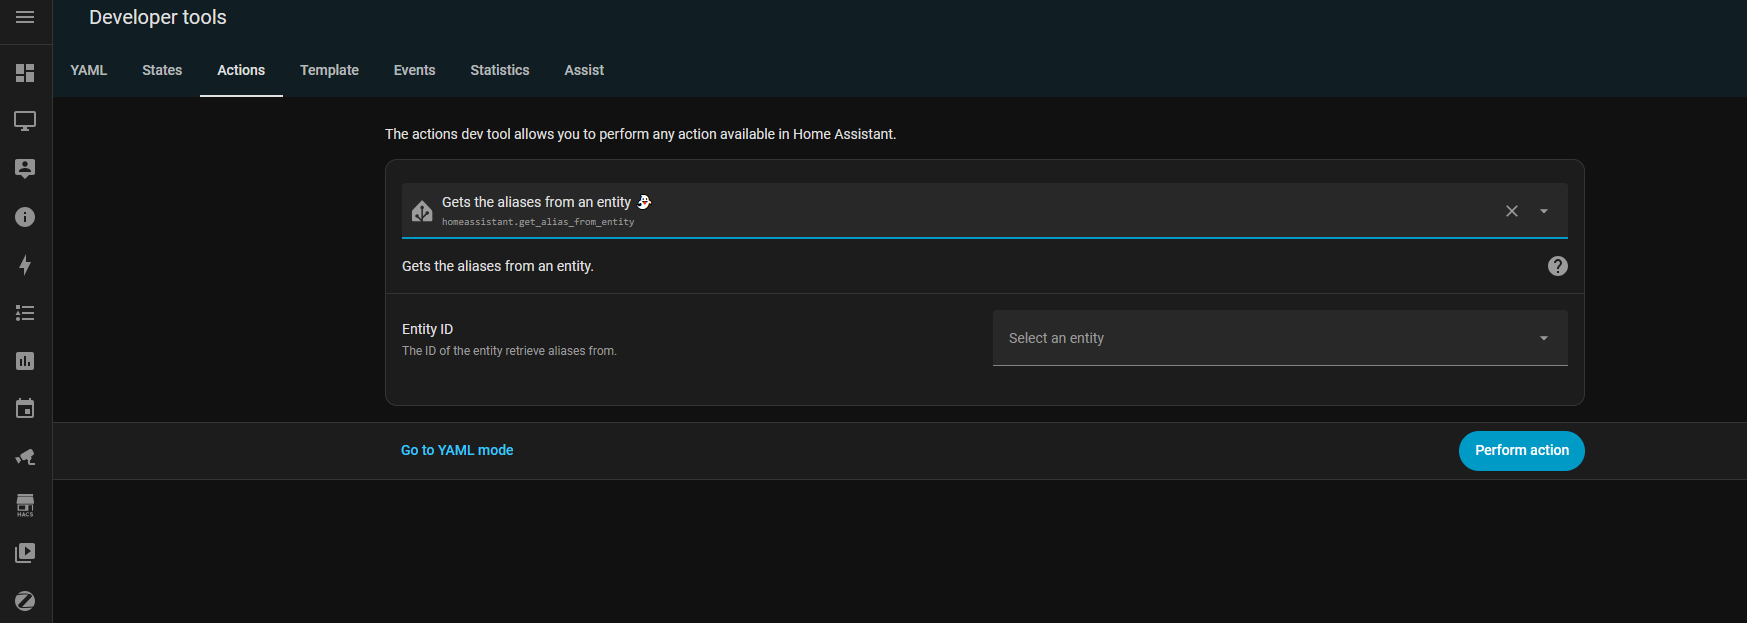 Developer tools
YAML States Actions Template Events Statistics Assist
The actions dev tool allows you to perform any action available in Home Assistant.
Gets the aliases from an entity
homeassistant.get_alias_from_entity
Gets the aliases from an entity.
Entity ID
The ID of the entity retrieve aliases from.
Select an entity
Go to YAML mode
Perform action
HACS